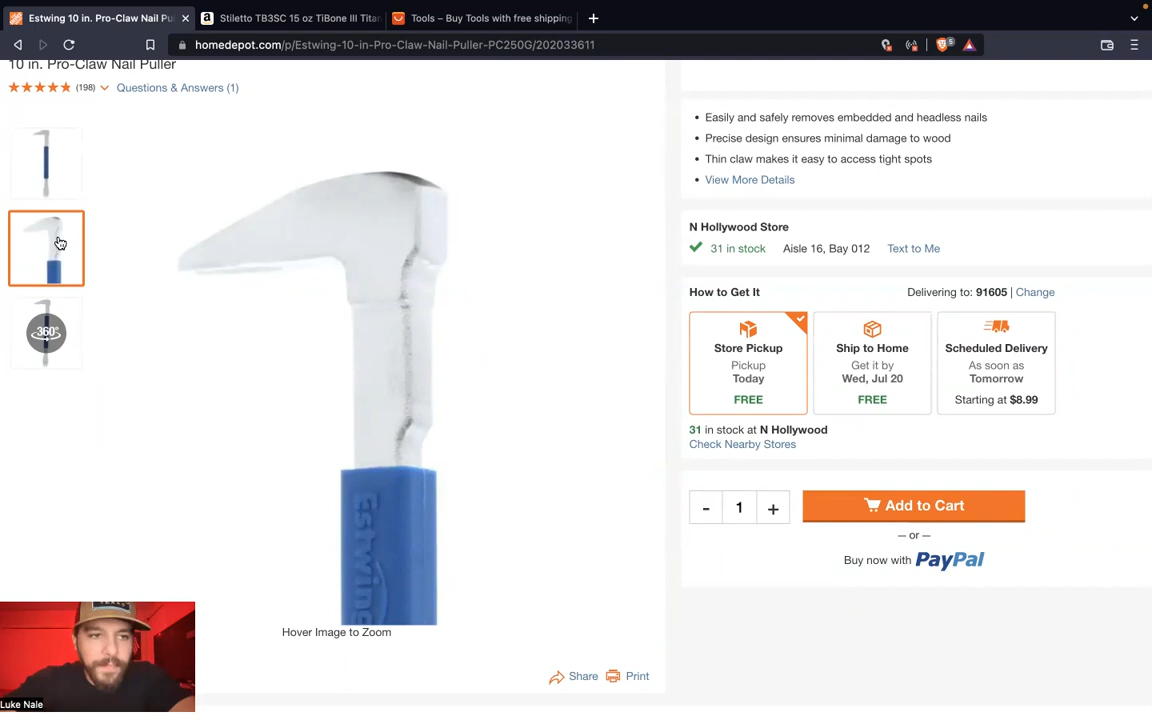 Estwing 10 in. Pro-Claw Nail Pu
Stiletto TB3SC 15 oz TiBone III Titan
Tools – Buy Tools with free shipping
homedepot.com/p/Estwing-10-in-Pro-Claw-Nail-Puller-PC250G/202033611
5
10 in. Pro-Claw Nail Puller
(198)
Questions & Answers (1)
360°
Estwing
Hover Image to Zoom
Share
Print
• Easily and safely removes embedded and headless nails
• Precise design ensures minimal damage to wood
• Thin claw makes it easy to access tight spots
• View More Details
N Hollywood Store
31 in stock Aisle 16, Bay 012 Text to Me
How to Get It Delivering to: 91605 | Change
Store Pickup
Pickup
Today
FREE
Ship to Home
Get it by
Wed, Jul 20
FREE
Scheduled Delivery
As soon as
Tomorrow
Starting at $8.99
31 in stock at N Hollywood
Check Nearby Stores
- 1 +
Add to Cart
— or —
Buy now with PayPal
Luke Nale